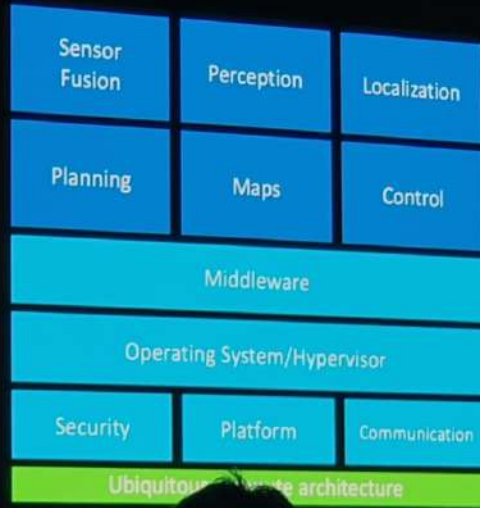 Sensor
Fusion
Perception
Localization
Planning
Maps
Control
Middleware
Operating System/Hypervisor
Security
Platform
Communication
architecture